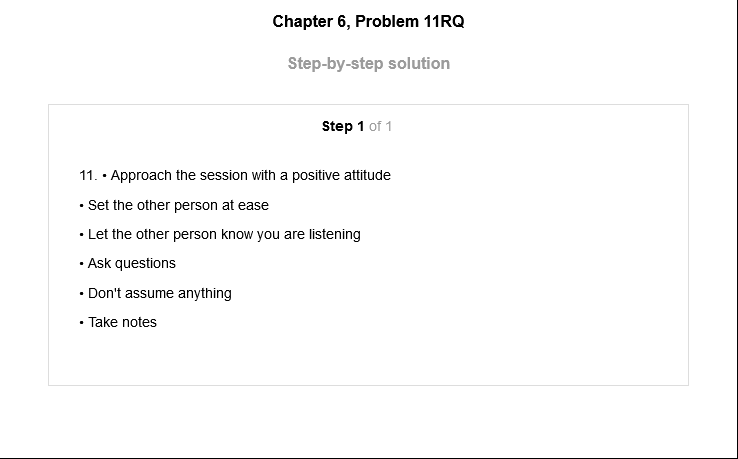 Chapter 6, Problem 11RQ
Step-by-step solution
Step 1 of 1
11. • Approach the session with a positive attitude
• Set the other person at ease
• Let the other person know you are listening
• Ask questions
• Don't assume anything
• Take notes